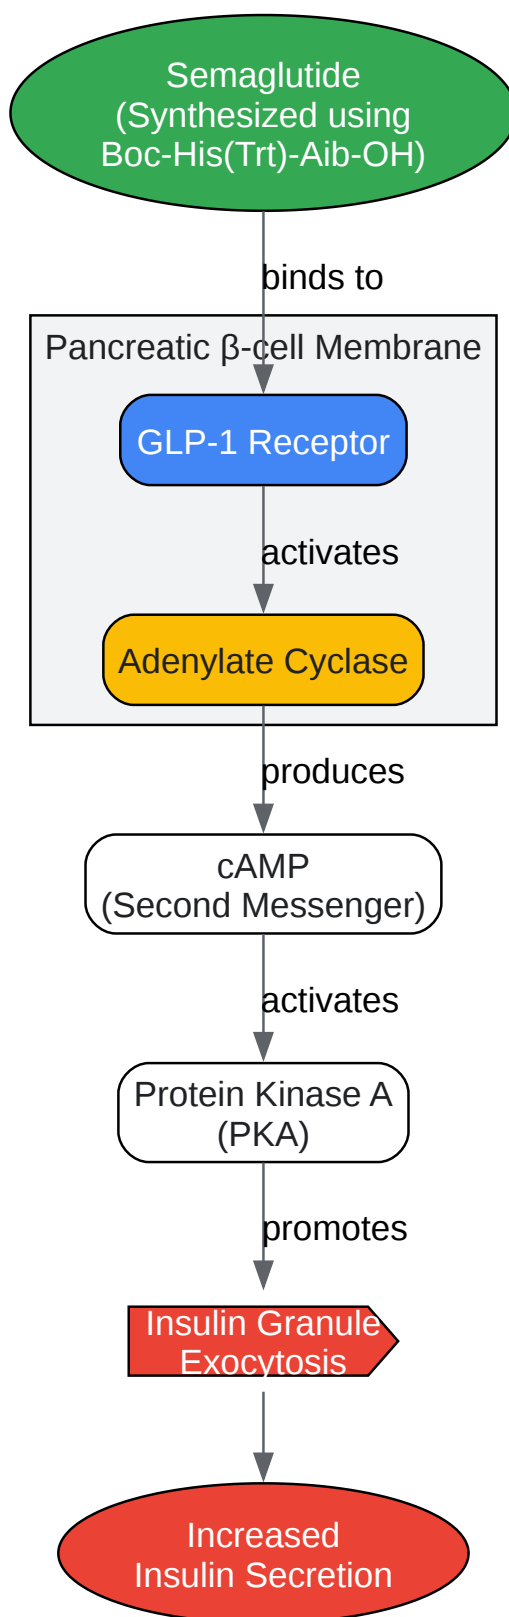 Semaglutide
(Synthesized using
Boc-His(Trt)-Aib-OH)
binds to
Pancreatic β-cell Membrane
GLP-1 Receptor
activates
Adenylate Cyclase
produces
cAMP
(Second Messenger)
activates
Protein Kinase A
(PKA)
promotes
Insulin Granule
Exocytosis
Increased
Insulin Secretion